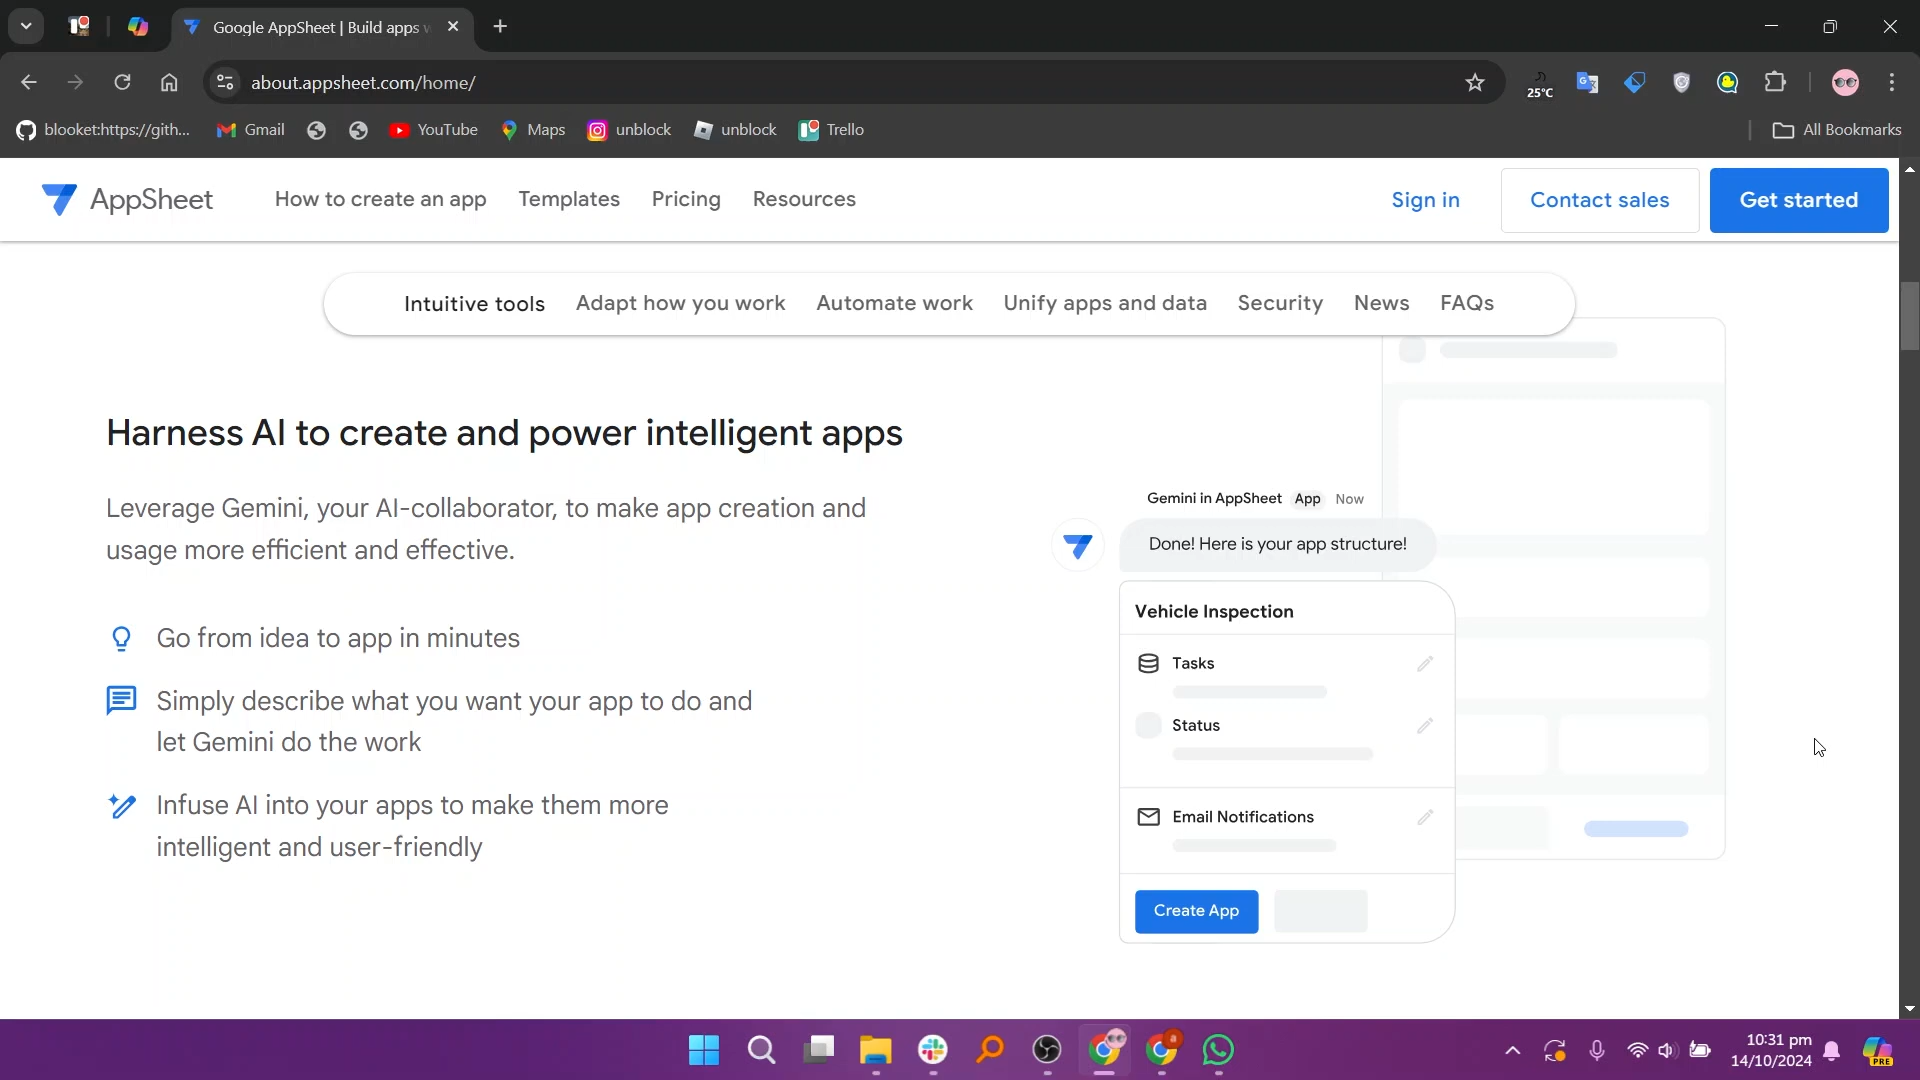 Google AppSheet | Build apps
about.appsheet.com/home/
25°C
blooket:https://gith...
Gmail
YouTube
Maps
unblock
unblock
Trello
All Bookmarks
AppSheet
How to create an app
Templates
Pricing
Resources
Sign in
Contact sales
Get started
Intuitive tools
Adapt how you work
Automate work
Unify apps and data
Security
News
FAQs
Harness AI to create and power intelligent apps
Leverage Gemini, your AI-collaborator, to make app creation and
usage more efficient and effective.
Go from idea to app in minutes
Simply describe what you want your app to do and
let Gemini do the work
Infuse AI into your apps to make them more
intelligent and user-friendly
Gemini in AppSheet App Now
Done! Here is your app structure!
Vehicle Inspection
Tasks
Status
Email Notifications
Create App
10:31 pm
14/10/2024
PRE